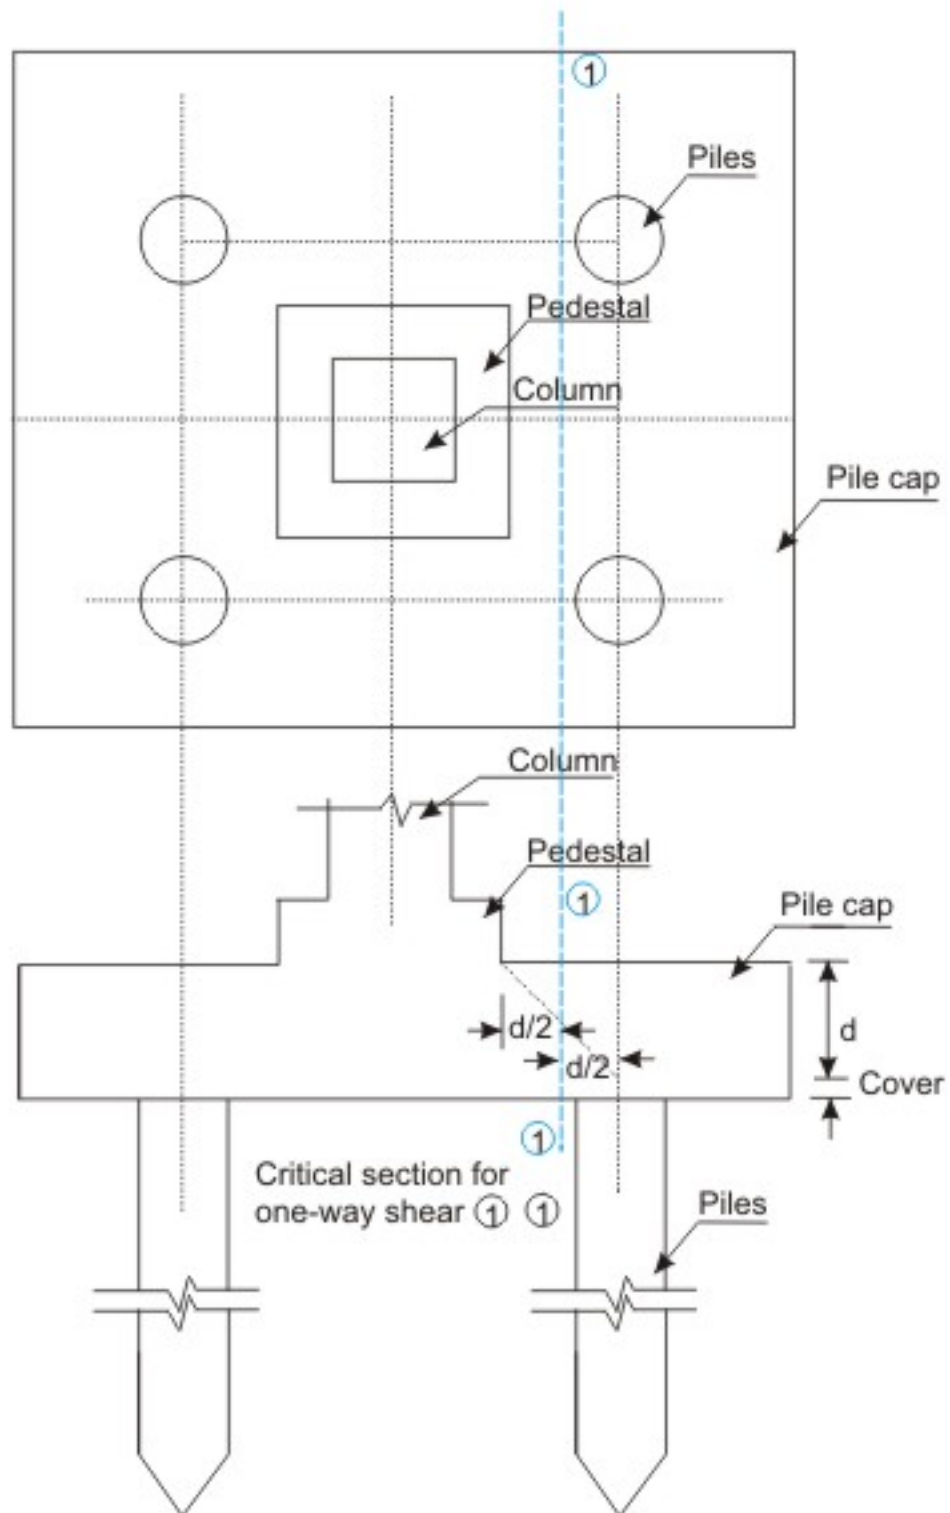 ①
Piles
Pedestal
Column
Pile cap
Column
Pedestal
①
Pile cap
d/2
d
d/2
Cover
①
Critical section for
one-way shear ① ①
Piles